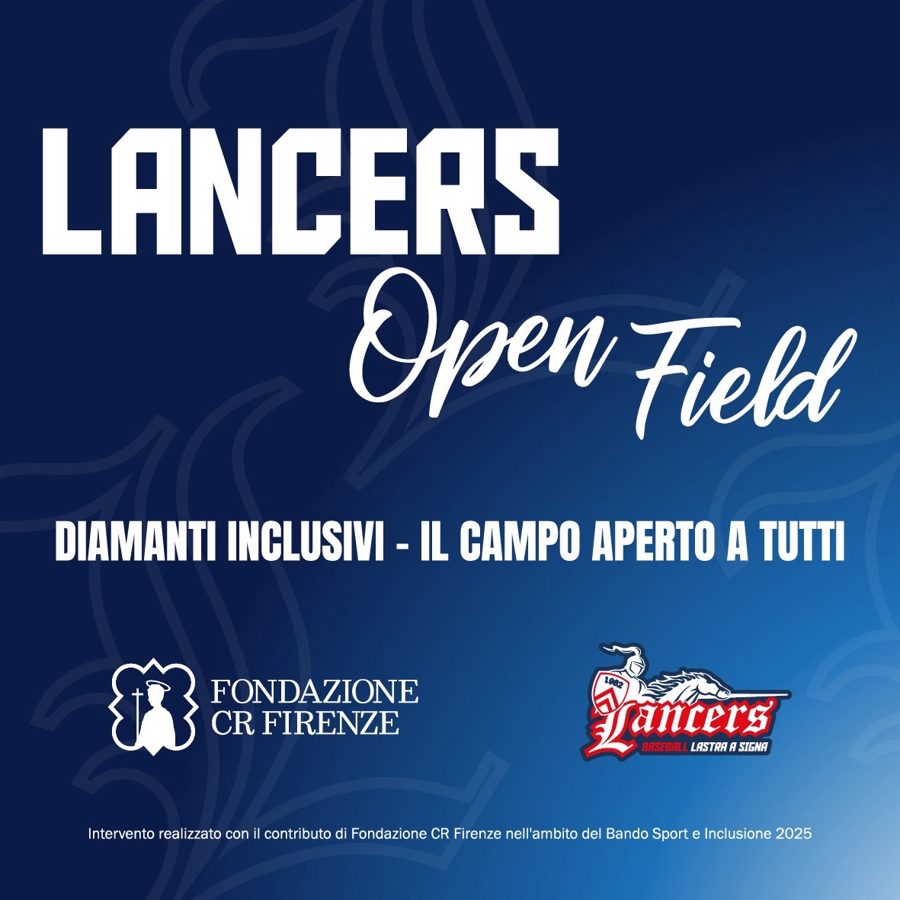 LANCERS
Open Field
DIAMANTI INCLUSIVI - IL CAMPO APERTO A TUTTI
FONDAZIONE
CR FIRENZE
1982
Lancers
BASEBALL LASTRA A SIGNA
Intervento realizzato con il contributo di Fondazione CR Firenze nell'ambito del Bando Sport e Inclusione 2025